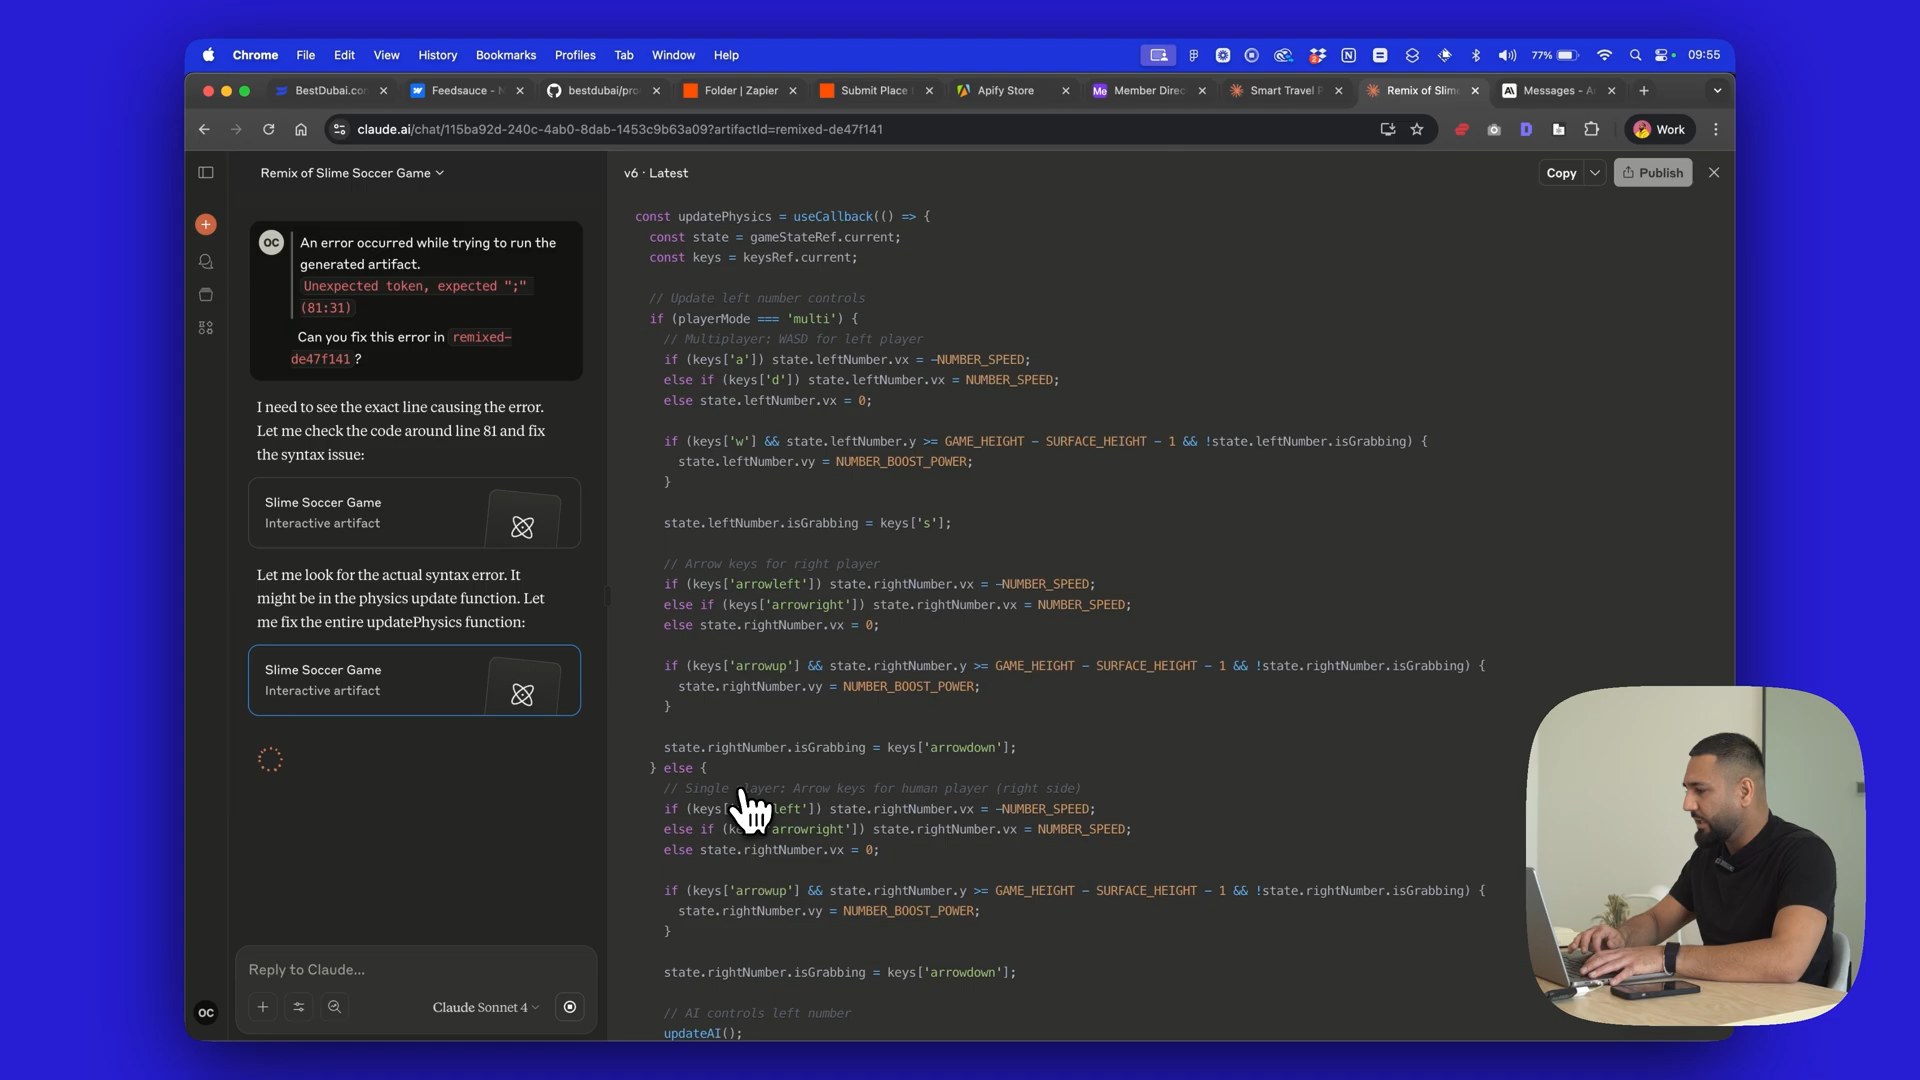 Chrome File Edit View History Bookmarks Profiles Tab Window Help 77% 09:55
BestDubai.co Feedsauce - bestdubai/pro Folder | Zapier Submit Place Apify Store Me Member Direc Smart Travel P Remix of Slime Messages - A
claude.ai/chat/115ba92d-240c-4ab0-8dab-1453c9b63a09?artifactId=remixed-de47f141 Work
Remix of Slime Soccer Game
OC
An error occurred while trying to run the
generated artifact.
Unexpected token, expected ";"
(81:31)
Can you fix this error in remixed-
de47f141 ?
I need to see the exact line causing the error.
Let me check the code around line 81 and fix
the syntax issue:
Slime Soccer Game
Interactive artifact
Let me look for the actual syntax error. It
might be in the physics update function. Let
me fix the entire updatePhysics function:
Slime Soccer Game
Interactive artifact
Reply to Claude...
Claude Sonnet 4
OC
v6 · Latest
Copy
Publish
const updatePhysics = useCallback(() => {
const state = gameStateRef.current;
const keys = keysRef.current;
// Update left number controls
if (playerMode === 'multi') {
// Multiplayer: WASD for left player
if (keys['a']) state.leftNumber.vx = -NUMBER_SPEED;
else if (keys['d']) state.leftNumber.vx = NUMBER_SPEED;
else state.leftNumber.vx = 0;
if (keys['w'] && state.leftNumber.y >= GAME_HEIGHT - SURFACE_HEIGHT - 1 && !state.leftNumber.isGrabbing) {
state.leftNumber.vy = NUMBER_BOOST_POWER;
}
state.leftNumber.isGrabbing = keys['s'];
// Arrow keys for right player
if (keys['arrowleft']) state.rightNumber.vx = -NUMBER_SPEED;
else if (keys['arrowright']) state.rightNumber.vx = NUMBER_SPEED;
else state.rightNumber.vx = 0;
if (keys['arrowup'] && state.rightNumber.y >= GAME_HEIGHT - SURFACE_HEIGHT - 1 && !state.rightNumber.isGrabbing) {
state.rightNumber.vy = NUMBER_BOOST_POWER;
}
state.rightNumber.isGrabbing = keys['arrowdown'];
} else {
// Single player: Arrow keys for human player (right side)
if (keys left']) state.rightNumber.vx = -NUMBER_SPEED;
else if (ke arrowright']) state.rightNumber.vx = NUMBER_SPEED;
else state.rightNumber.vx = 0;
if (keys['arrowup'] && state.rightNumber.y >= GAME_HEIGHT - SURFACE_HEIGHT - 1 && !state.rightNumber.isGrabbing) {
state.rightNumber.vy = NUMBER_BOOST_POWER;
}
state.rightNumber.isGrabbing = keys['arrowdown'];
// AI controls left number
updateAI();